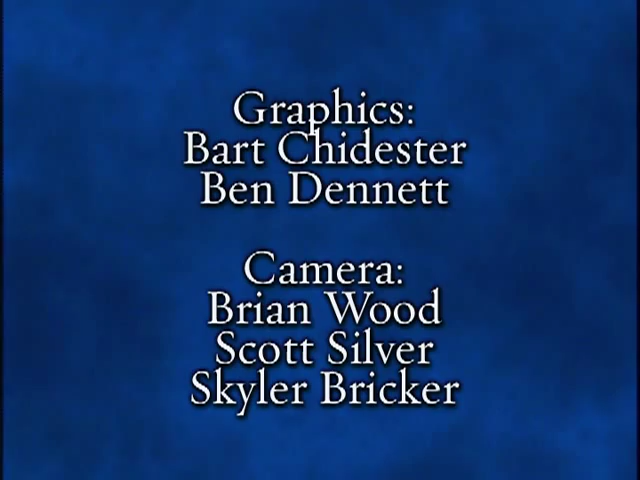 Graphics:
Bart Chidester
Ben Dennett
Camera:
Brian Wood
Scott Silver
Skyler Bricker